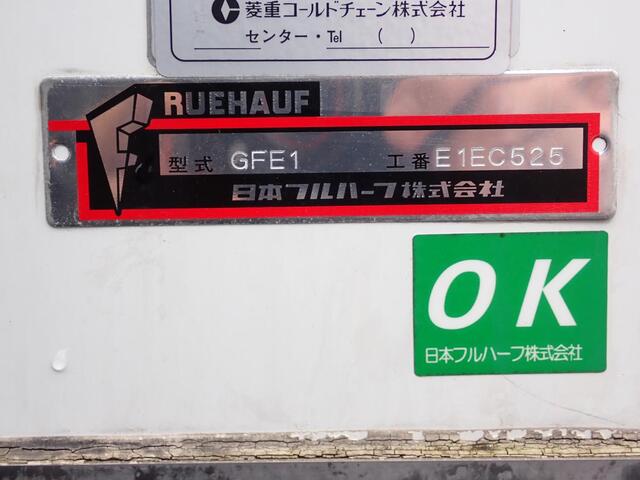 菱重コールドチェーン株式会社
センター・Tel ( )
RUEHAUF
型式 GFE1 工番 E1EC525
日本フルハーフ株式会社
OK
日本フルハーフ株式会社